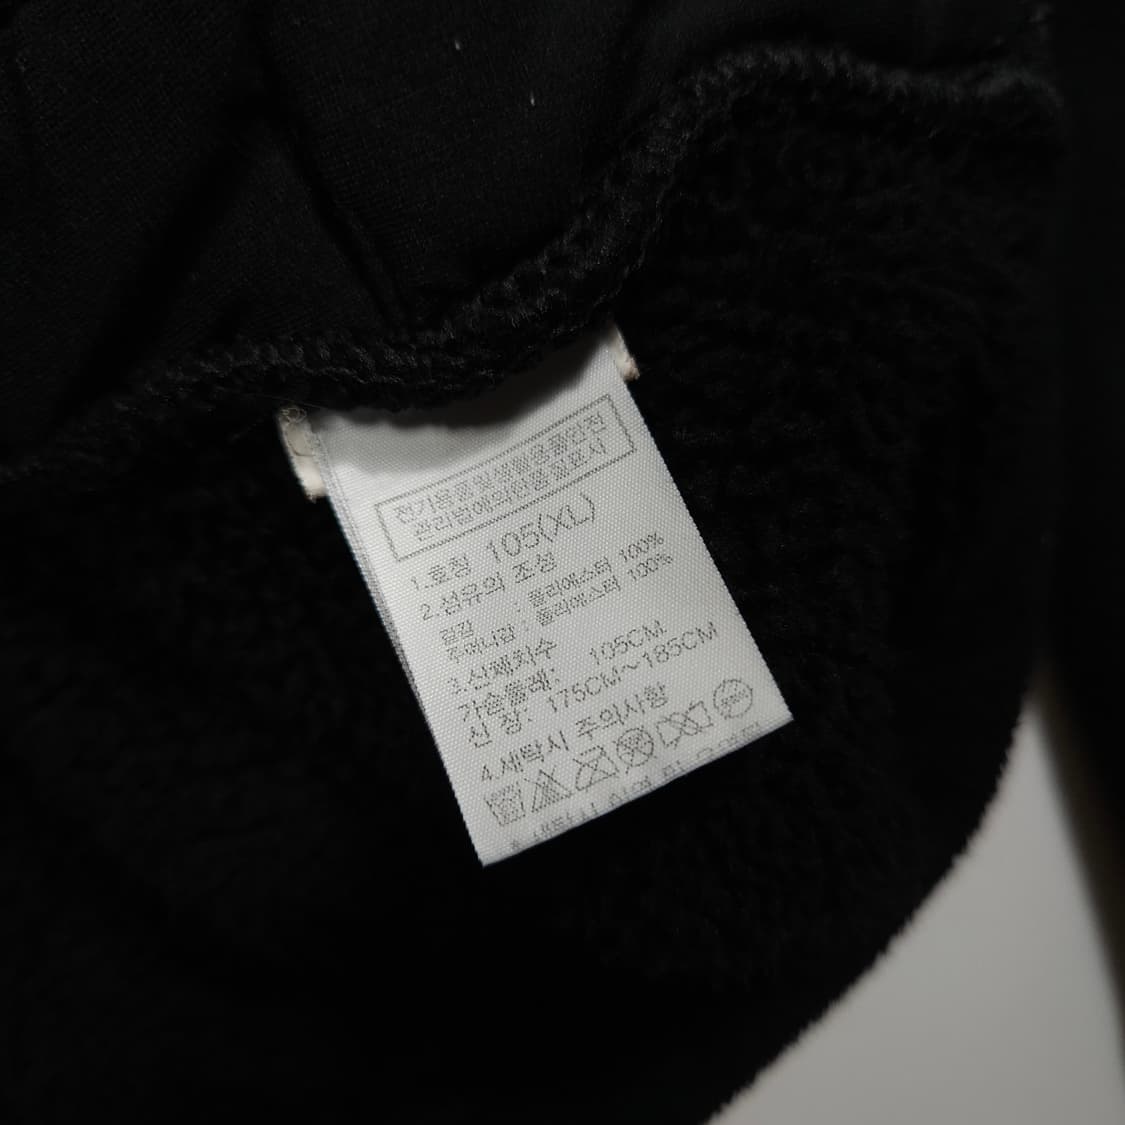 전기용품및생활용품안전
관리법에의한품질표시
1.호칭 105(XL)
2.섬유의 조성
겉감 : 폴리에스터 100%
주머니감 : 폴리에스터 100%
3.신체치수
가슴둘레: 105CM
신 장: 175CM~185CM
4.세탁시 주의사항